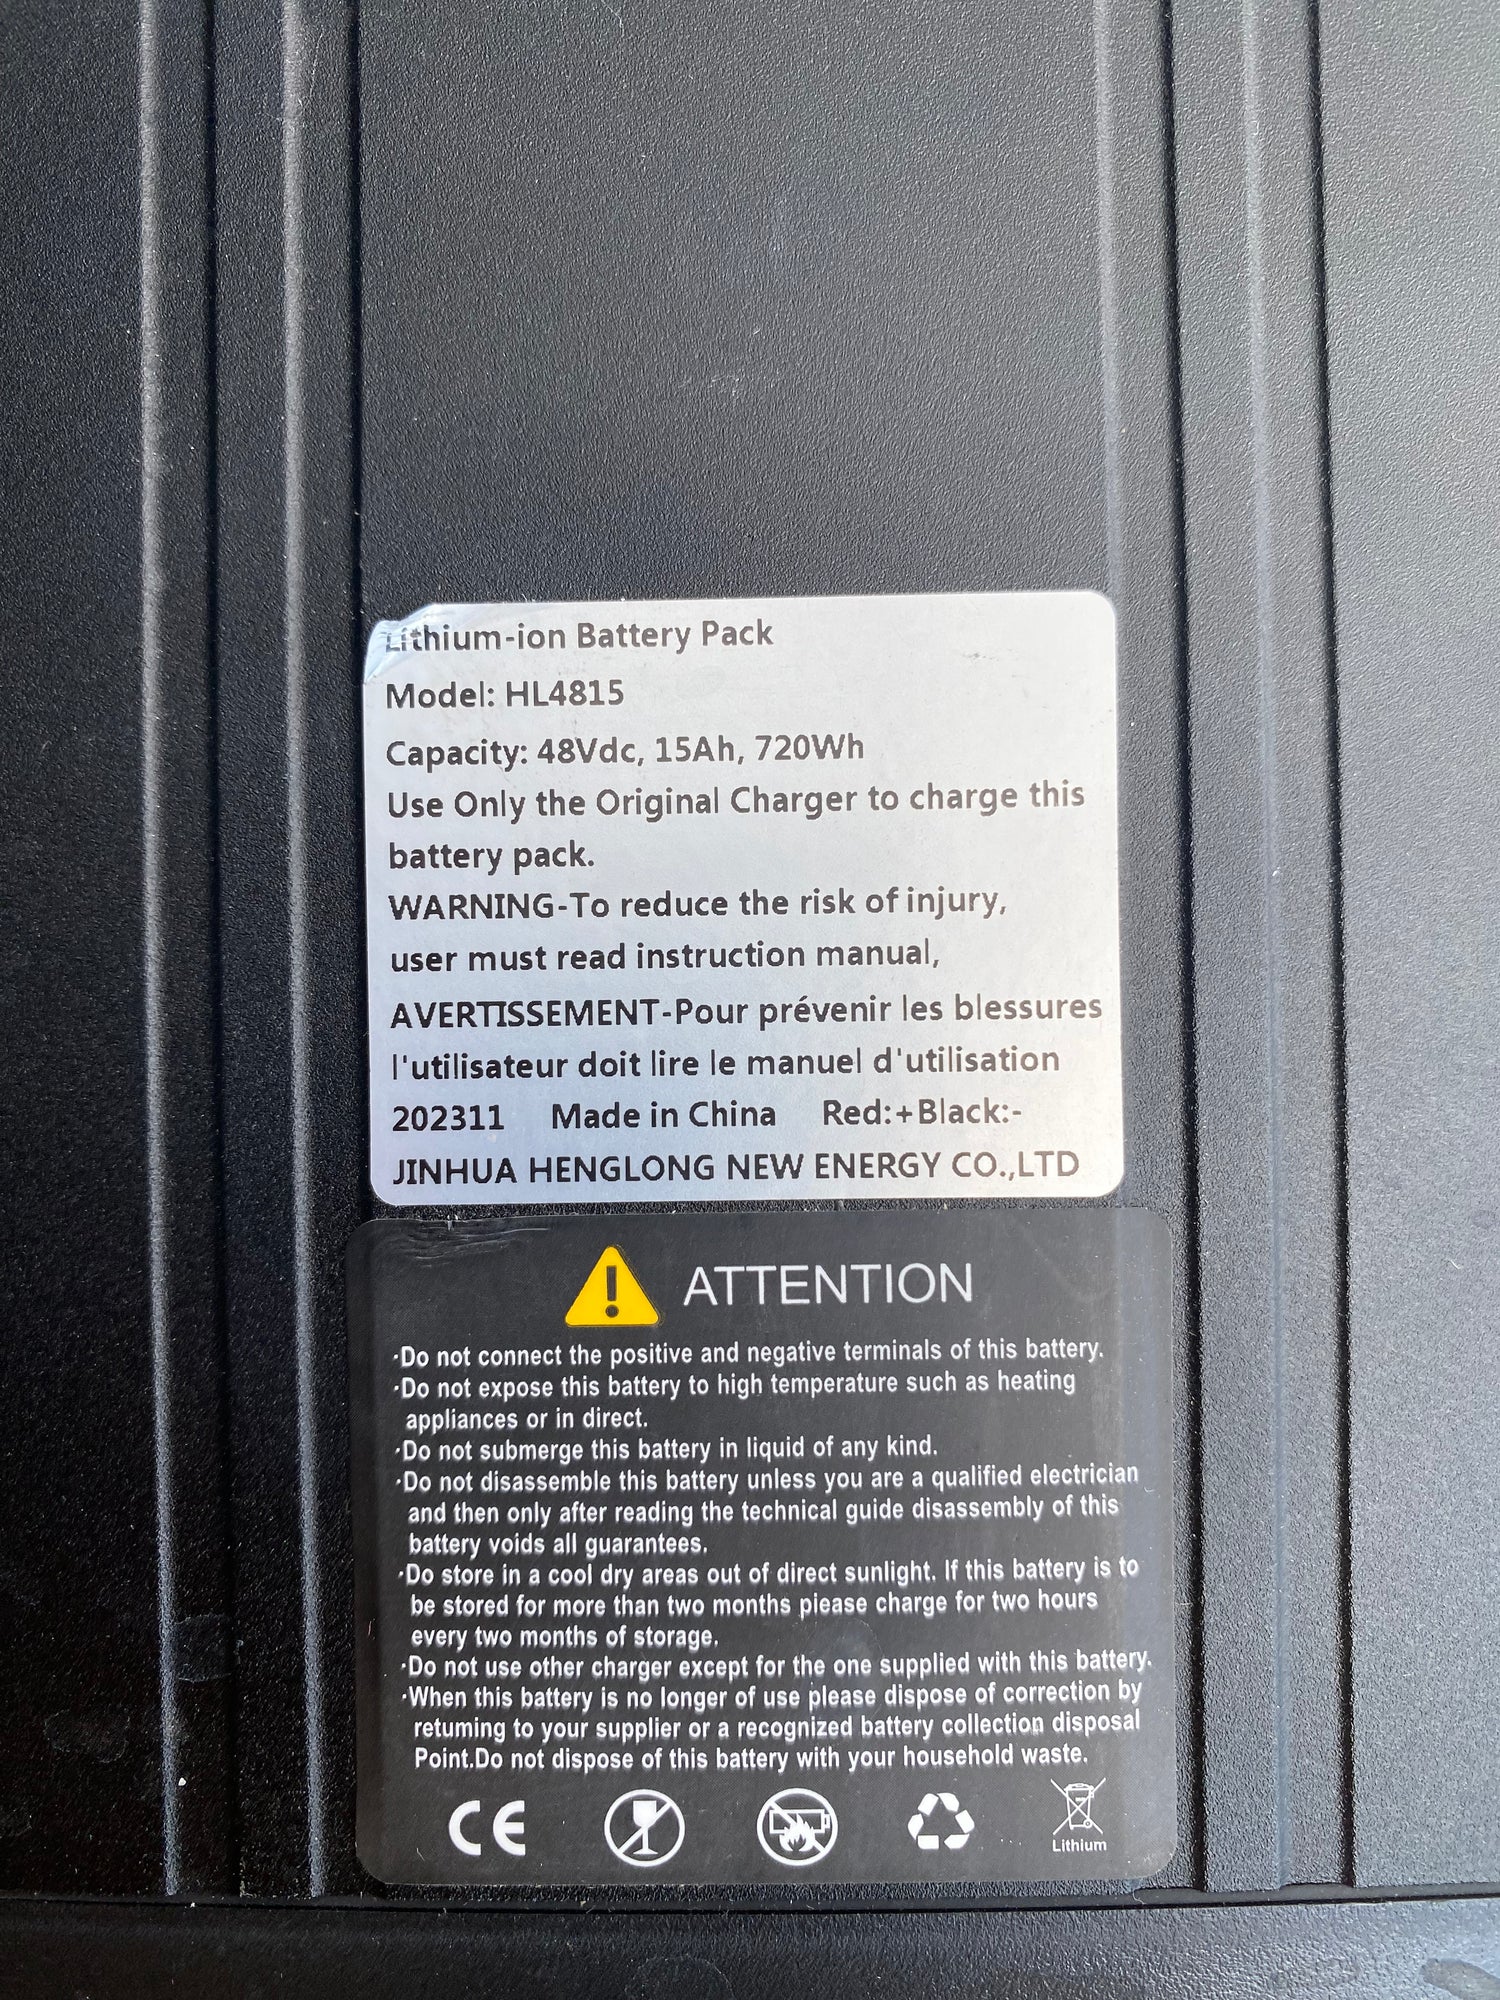 Lithium-ion Battery Pack
Model: HL4815
Capacity: 48Vdc, 15Ah, 720Wh
Use Only the Original Charger to charge this
battery pack.
WARNING-To reduce the risk of injury,
user must read instruction manual,
AVERTISSEMENT-Pour prévenir les blessures
l'utilisateur doit lire le manuel d'utilisation
202311 Made in China Red:+Black:-
JINHUA HENGLONG NEW ENERGY CO.,LTD
ATTENTION
·Do not connect the positive and negative terminals of this battery.
·Do not expose this battery to high temperature such as heating
appliances or in direct.
·Do not submerge this battery in liquid of any kind.
·Do not disassemble this battery unless you are a qualified electrician
and then only after reading the technical guide disassembly of this
battery voids all guarantees.
·Do store in a cool dry areas out of direct sunlight. If this battery is to
be stored for more than two months please charge for two hours
every two months of storage.
·Do not use other charger except for the one supplied with this battery.
·When this battery is no longer of use please dispose of correction by
retuming to your supplier or a recognized battery collection disposal
Point.Do not dispose of this battery with your household waste.
CE
Lithium